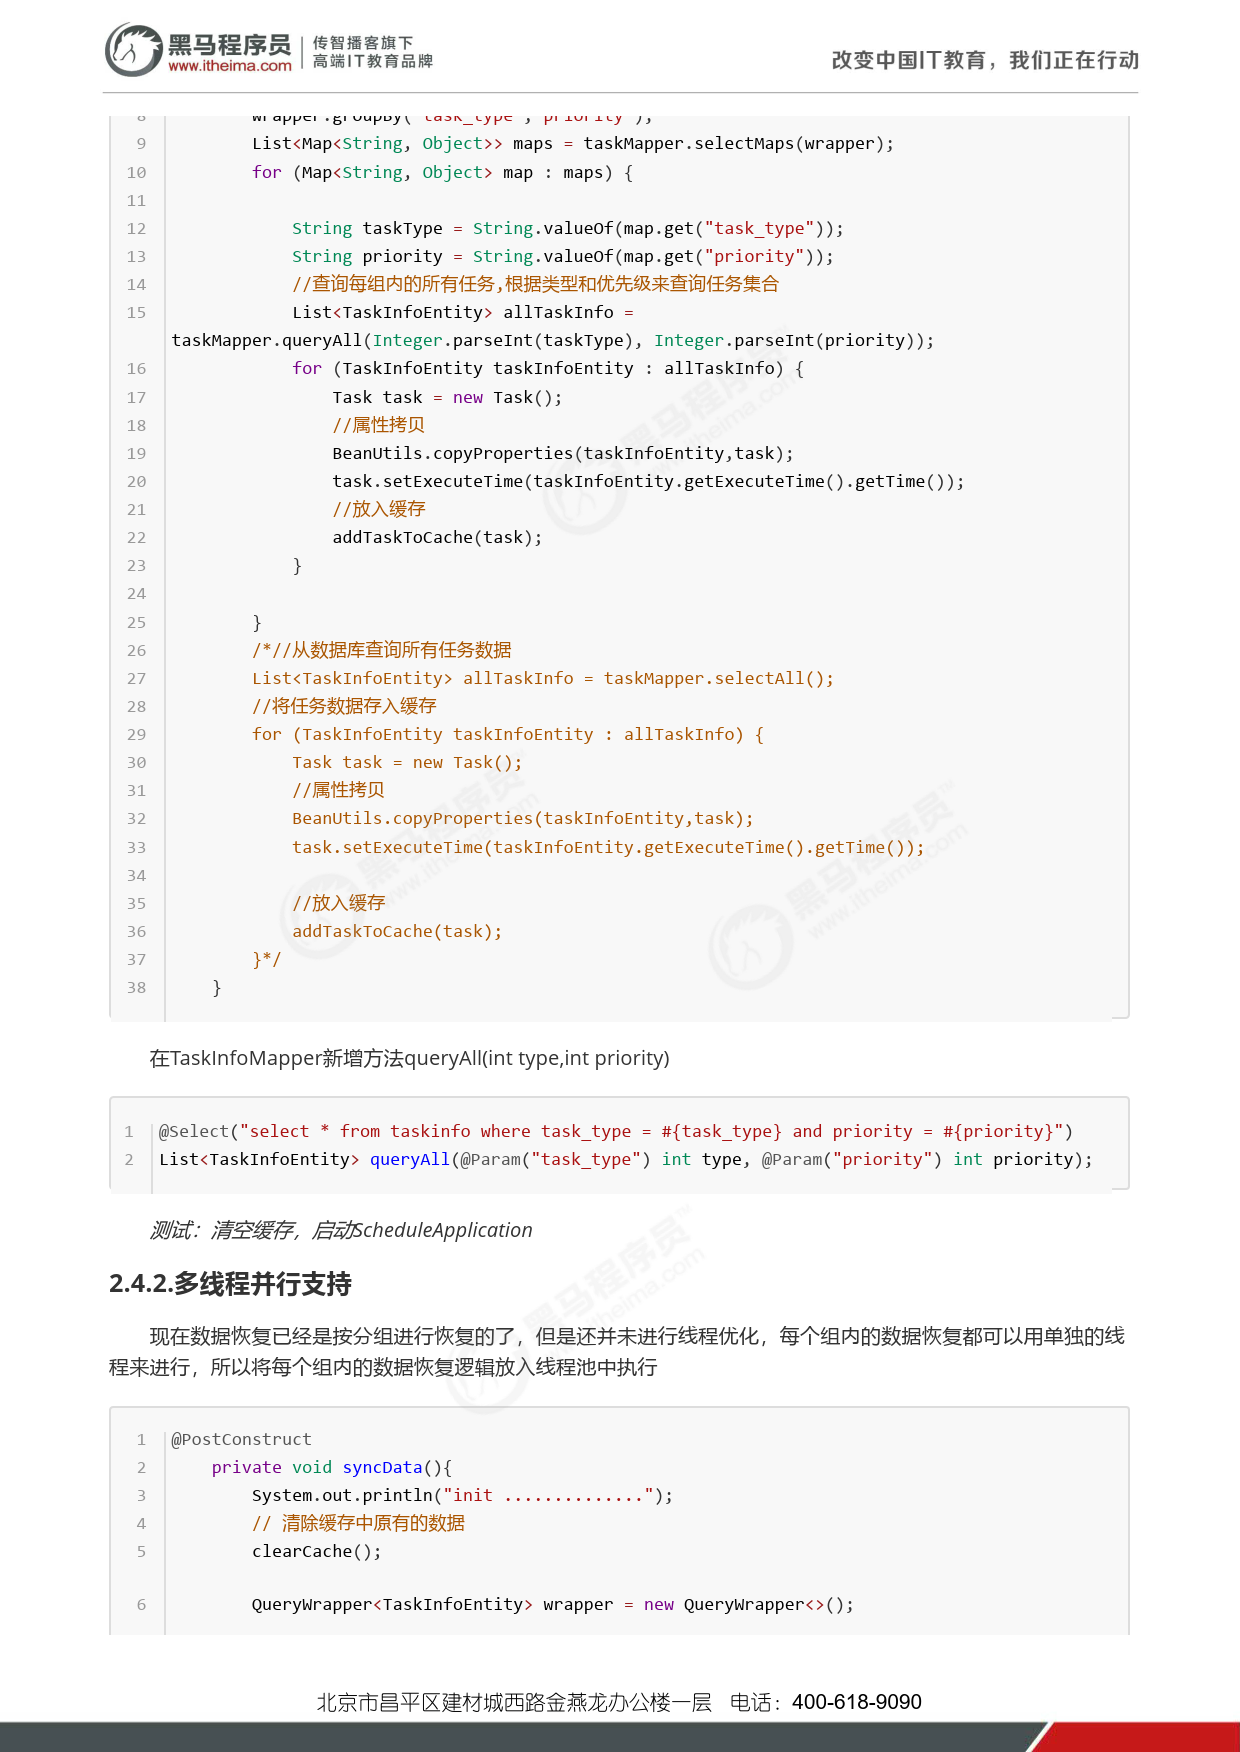 黑马程序员 传智播客旗下
www.itheima.com 高端IT教育品牌
改变中国IT教育，我们正在行动
8 wrapper.groupBy("task_type","priority");
9 List<Map<String, Object>> maps = taskMapper.selectMaps(wrapper);
10 for (Map<String, Object> map : maps) {
11
12 String taskType = String.valueOf(map.get("task_type"));
13 String priority = String.valueOf(map.get("priority"));
14 //查询每组内的所有任务,根据类型和优先级来查询任务集合
15 List<TaskInfoEntity> allTaskInfo =
taskMapper.queryAll(Integer.parseInt(taskType), Integer.parseInt(priority));
16 for (TaskInfoEntity taskInfoEntity : allTaskInfo) {
17 Task task = new Task();
18 //属性拷贝
19 BeanUtils.copyProperties(taskInfoEntity,task);
20 task.setExecuteTime(taskInfoEntity.getExecuteTime().getTime());
21 //放入缓存
22 addTaskToCache(task);
23 }
24
25 }
26 /*//从数据库查询所有任务数据
27 List<TaskInfoEntity> allTaskInfo = taskMapper.selectAll();
28 //将任务数据存入缓存
29 for (TaskInfoEntity taskInfoEntity : allTaskInfo) {
30 Task task = new Task();
31 //属性拷贝
32 BeanUtils.copyProperties(taskInfoEntity,task);
33 task.setExecuteTime(taskInfoEntity.getExecuteTime().getTime());
34
35 //放入缓存
36 addTaskToCache(task);
37 }*/
38 }
在TaskInfoMapper新增方法queryAll(int type,int priority)
1 @Select("select * from taskinfo where task_type = #{task_type} and priority = #{priority}")
2 List<TaskInfoEntity> queryAll(@Param("task_type") int type, @Param("priority") int priority);
测试：清空缓存，启动ScheduleApplication
2.4.2.多线程并行支持
现在数据恢复已经是按分组进行恢复的了，但是还并未进行线程优化，每个组内的数据恢复都可以用单独的线
程来进行，所以将每个组内的数据恢复逻辑放入线程池中执行
1 @PostConstruct
2 private void syncData(){
3 System.out.println("init ..............");
4 // 清除缓存中原有的数据
5 clearCache();
6 QueryWrapper<TaskInfoEntity> wrapper = new QueryWrapper<>();
北京市昌平区建材城西路金燕龙办公楼一层 电话：400-618-9090